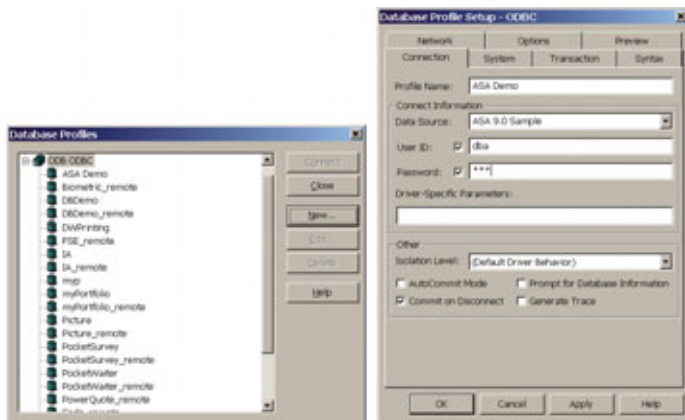 Database Profiles
ODB ODBC
ASA Demo
Biometric_remote
DBDemo
DBDemo_remote
DWPrinting
FSE_remote
IA
IA_remote
myp
myPortfolio
myPortfolio_remote
Picture
Picture_remote
PocketSurvey
PocketSurvey_remote
PocketWaiter
PocketWaiter_remote
PowerQuote_remote
Connect
Close
New...
Edit...
Delete
Help
Database Profile Setup - ODBC
Network Options Preview
Connection System Transaction Syntax
Profile Name: ASA Demo
Connect Information
Data Source: ASA 9.0 Sample
User ID: dba
Password: ***
Driver-Specific Parameters:
Other
Isolation Level: (Default Driver Behavior)
AutoCommit Mode Prompt for Database Information
Commit on Disconnect Generate Trace
OK Cancel Apply Help